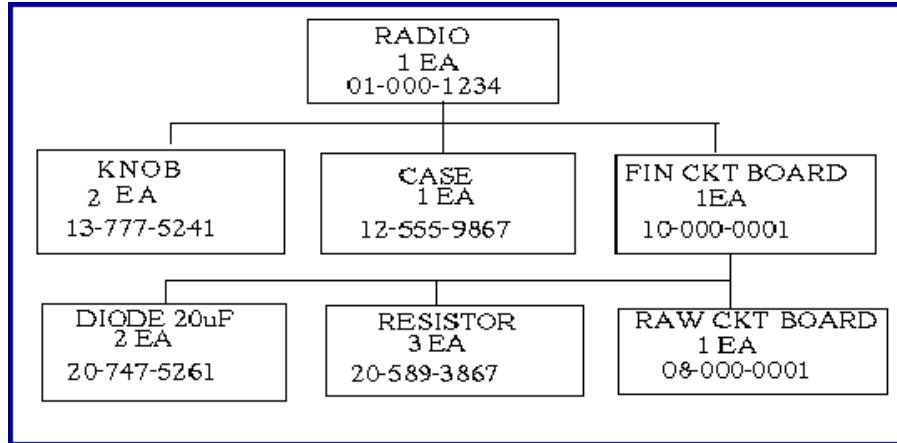 RADIO
1 EA
01-000-1234
KNOB
2 EA
13-777-5241
CASE
1 EA
12-555-9867
FIN CKT BOARD
1EA
10-000-0001
DIODE 20uF
2 EA
20-747-5261
RESISTOR
3 EA
20-589-3867
RAW CKT BOARD
1 EA
08-000-0001